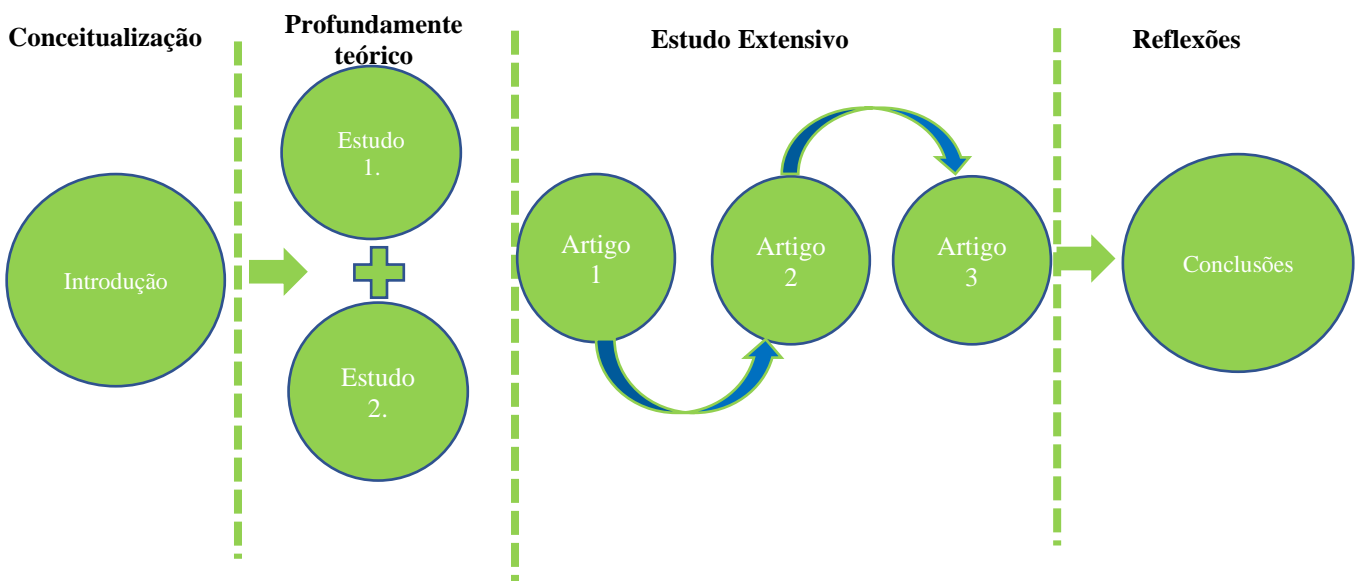 Conceitualização
Profundamente
teórico
Estudo Extensivo
Reflexões
Introdução
Estudo
1.
Estudo
2.
Artigo
1
Artigo
2
Artigo
3
Conclusões